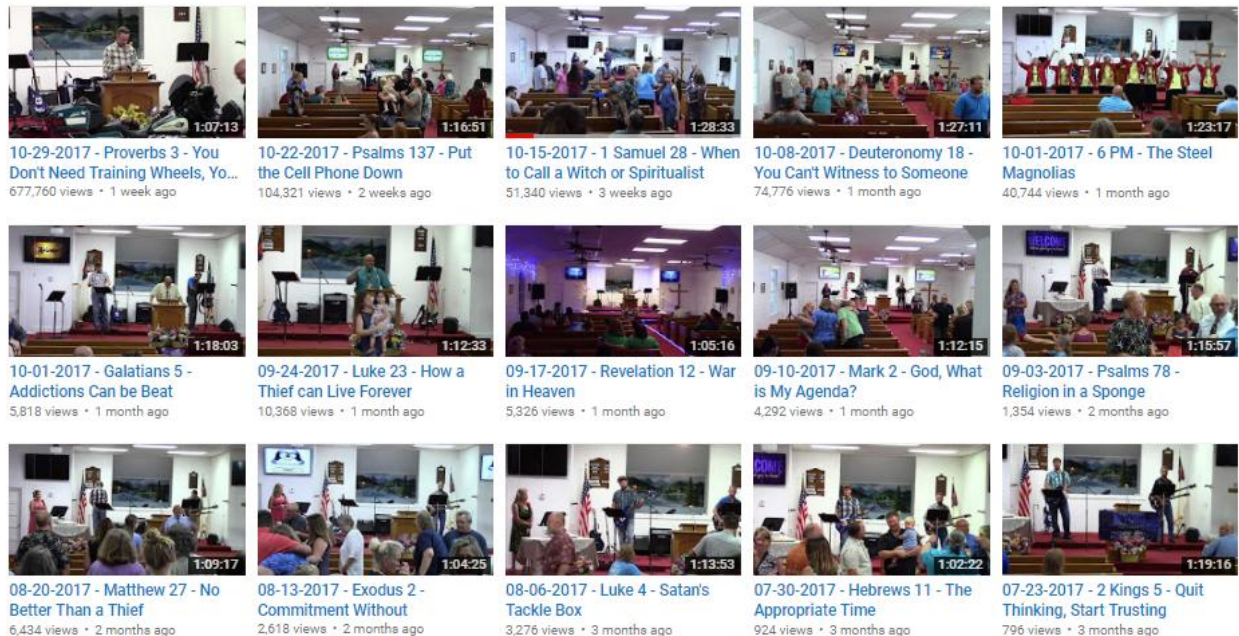 1:07:13
1:16:51
1:28:33
1:27:11
1:23:17
10-29-2017 - Proverbs 3 - You
Don't Need Training Wheels, Yo...
677,760 views • 1 week ago
10-22-2017 - Psalms 137 - Put
the Cell Phone Down
104,321 views • 2 weeks ago
10-15-2017 - 1 Samuel 28 - When
to Call a Witch or Spiritualist
51,340 views • 3 weeks ago
10-08-2017 - Deuteronomy 18 -
You Can't Witness to Someone
74,776 views • 1 month ago
10-01-2017 - 6 PM - The Steel
Magnolias
40,744 views • 1 month ago
WELCOME
1:18:03
1:12:33
1:05:16
1:12:15
1:15:57
10-01-2017 - Galatians 5 -
Addictions Can be Beat
5,818 views • 1 month ago
09-24-2017 - Luke 23 - How a
Thief can Live Forever
10,368 views • 1 month ago
09-17-2017 - Revelation 12 - War
in Heaven
5,326 views • 1 month ago
09-10-2017 - Mark 2 - God, What
is My Agenda?
4,292 views • 1 month ago
09-03-2017 - Psalms 78 -
Religion in a Sponge
1,354 views • 2 months ago
1:09:17
1:04:25
1:13:53
1:02:22
1:19:16
08-20-2017 - Matthew 27 - No
Better Than a Thief
6,434 views • 2 months ago
08-13-2017 - Exodus 2 -
Commitment Without
2,618 views • 2 months ago
08-06-2017 - Luke 4 - Satan's
Tackle Box
3,276 views • 3 months ago
07-30-2017 - Hebrews 11 - The
Appropriate Time
924 views • 3 months ago
07-23-2017 - 2 Kings 5 - Quit
Thinking, Start Trusting
796 views • 3 months ago